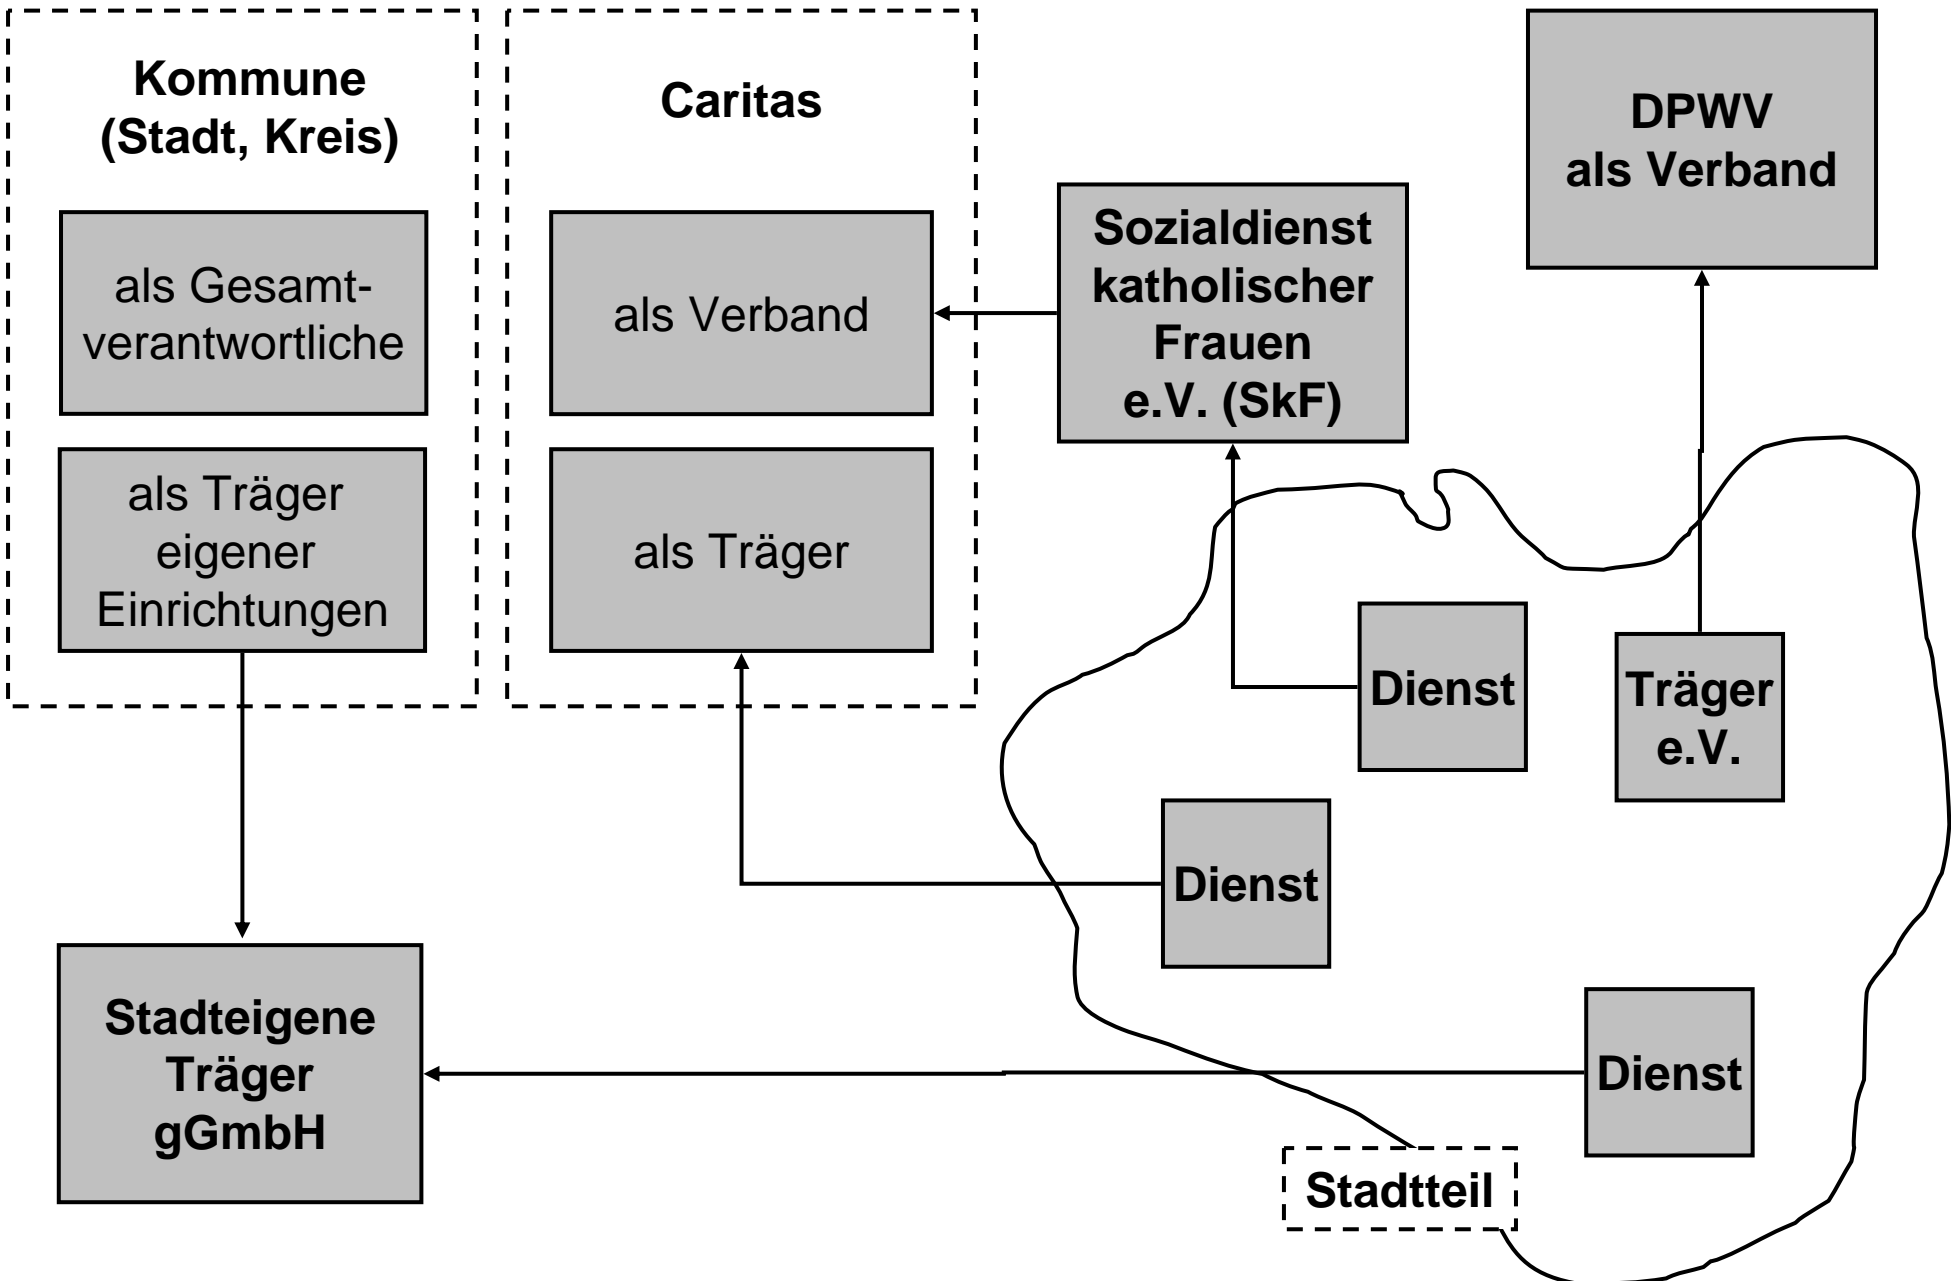 Kommune
(Stadt, Kreis)
als Gesamt-
verantwortliche
als Träger
eigener
Einrichtungen
Caritas
als Verband
als Träger
Sozialdienst
katholischer
Frauen
e.V. (SkF)
DPWV
als Verband
Dienst
Träger
e.V.
Dienst
Stadteigene
Träger
gGmbH
Dienst
Stadtteil